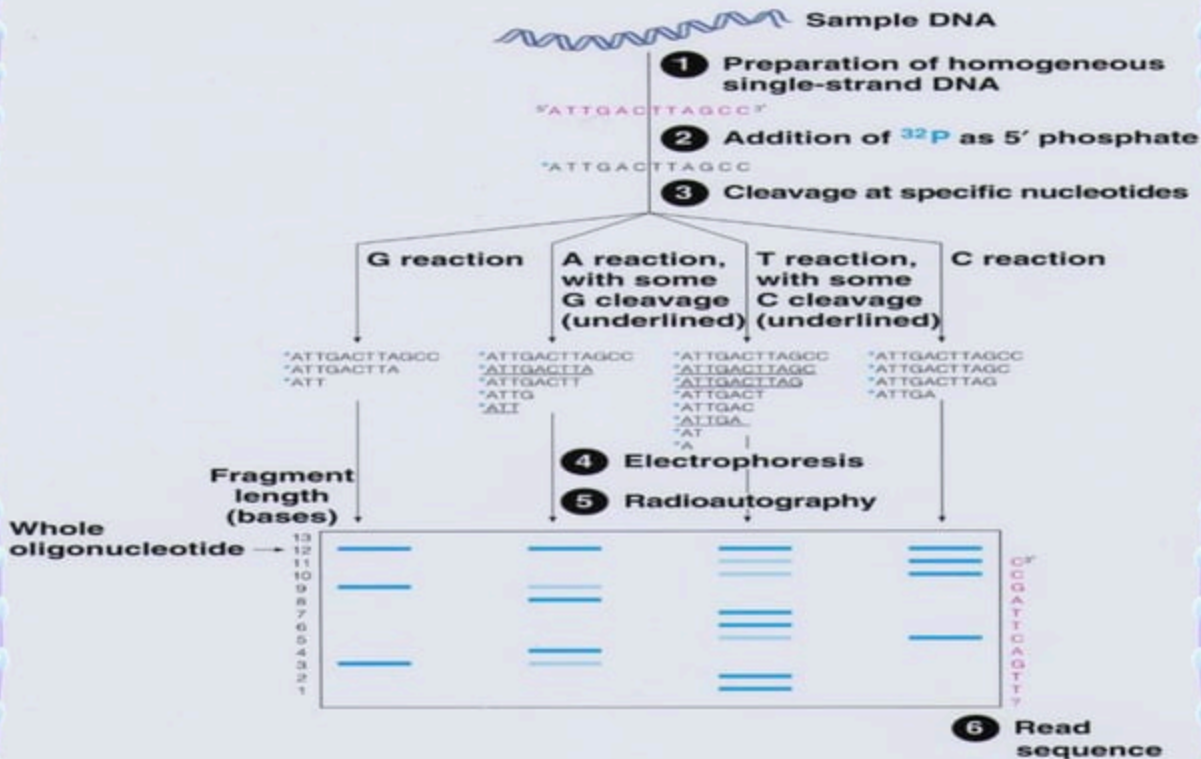 Sample DNA
1 Preparation of homogeneous
single-strand DNA
5'ATTGACTTAGCC3'
2 Addition of 32P as 5′ phosphate
*ATTGACTTAGCC
3 Cleavage at specific nucleotides
G reaction
A reaction,
with some
G cleavage
(underlined)
T reaction,
with some
C cleavage
(underlined)
C reaction
*ATTGACTTAGCC
*ATTGACTTA
*ATT
*ATTGACTTAGCC
*ATTGACTTA
*ATTGACTT
*ATTG
*ATT
*ATTGACTTAGCC
*ATTGACTTAGC
*ATTGACTTAG
*ATTGACT
*ATTGAC
*ATTGA
*AT
*A
*ATTGACTTAGCC
*ATTGACTTAGC
*ATTGACTTAG
*ATTGA
4 Electrophoresis
5 Radioautography
Fragment
length
(bases)
Whole
oligonucleotide
13
12
11
10
9
8
7
6
5
4
3
2
1
C3'
C
G
A
T
T
C
A
G
T
T
?
6 Read
sequence